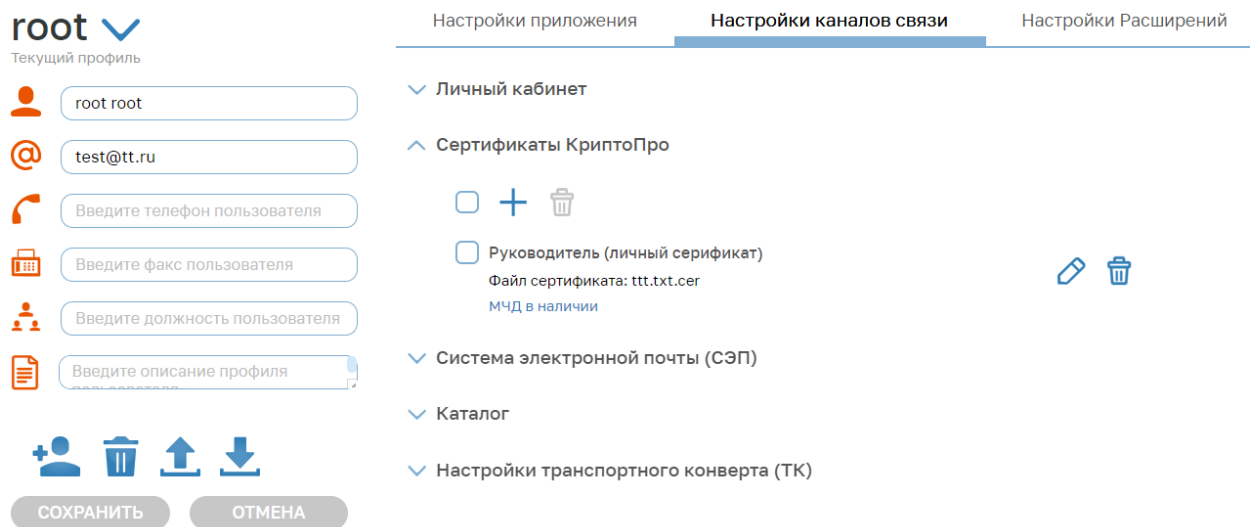 root
Текущий профиль
root root
test@tt.ru
Введите телефон пользователя
Введите факс пользователя
Введите должность пользователя
Введите описание профиля
пользователя
СОХРАНИТЬ ОТМЕНА
Настройки приложения Настройки каналов связи Настройки Расширений
Личный кабинет
Сертификаты КриптоПро
Руководитель (личный серификат)
Файл сертификата: ttt.txt.cer
МЧД в наличии
Система электронной почты (СЭП)
Каталог
Настройки транспортного конверта (ТК)